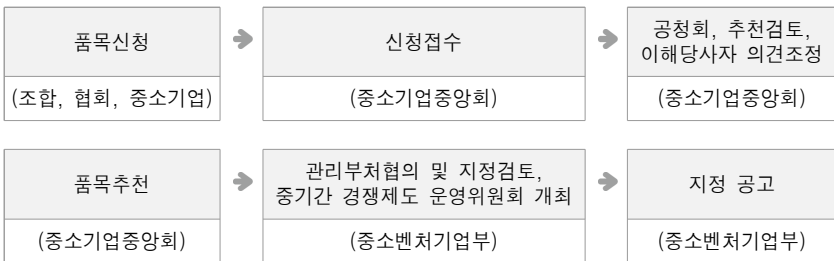 품목신청
신청접수
공청회, 추천검토,
이해당사자 의견조정
(조합, 협회, 중소기업)
(중소기업중앙회)
(중소기업중앙회)
품목추천
관리부처협의 및 지정검토,
중기간 경쟁제도 운영위원회 개최
지정 공고
(중소기업중앙회)
(중소벤처기업부)
(중소벤처기업부)